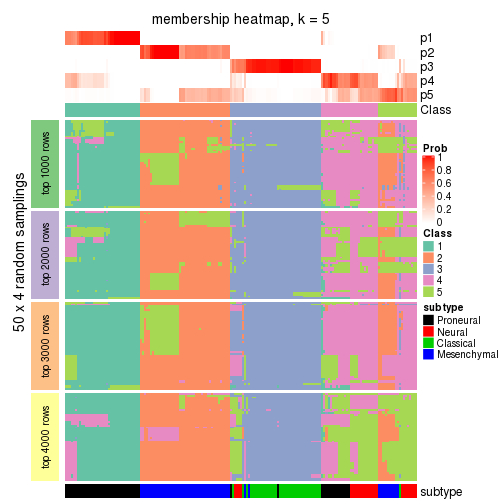 membership heatmap, k = 5
p1
p2
p3
p4
p5
Class
50 x 4 random samplings
top 1000 rows
top 2000 rows
top 3000 rows
top 4000 rows
Prob
1
0.8
0.6
0.4
0.2
0
Class
1
2
3
4
5
subtype
Proneural
Neural
Classical
Mesenchymal
subtype